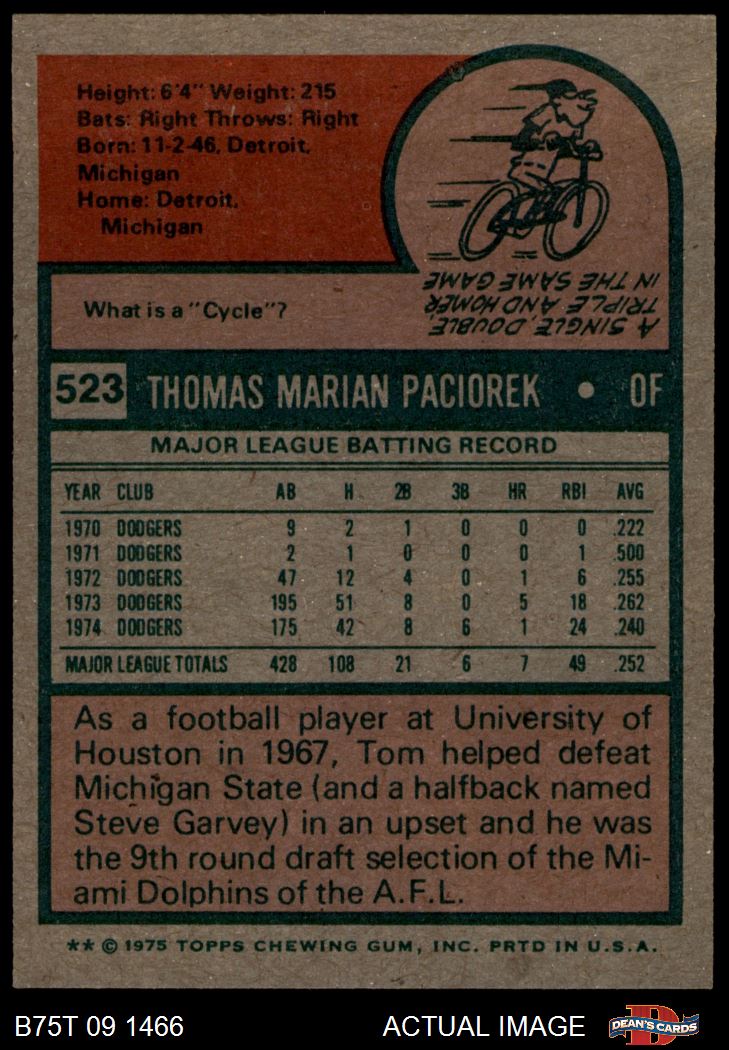 Height: 6'4" Weight: 215
Bats: Right Throws: Right
Born: 11-2-46, Detroit,
Michigan
Home: Detroit,
Michigan
What is a "Cycle"?
A SINGLE, DOUBLE,
TRIPLE AND HOMER
IN THE SAME GAME
523 THOMAS MARIAN PACIOREK • OF
MAJOR LEAGUE BATTING RECORD
YEAR CLUB AB H 2B 3B HR RBI AVG
1970 DODGERS 9 2 1 0 0 0 .222
1971 DODGERS 2 1 0 0 0 1 .500
1972 DODGERS 47 12 4 0 1 6 .255
1973 DODGERS 195 51 8 0 5 18 .262
1974 DODGERS 175 42 8 6 1 24 .240
MAJOR LEAGUE TOTALS 428 108 21 6 7 49 .252
As a football player at University of
Houston in 1967, Tom helped defeat
Michigan State (and a halfback named
Steve Garvey) in an upset and he was
the 9th round draft selection of the Mi-
ami Dolphins of the A.F.L.
** © 1975 TOPPS CHEWING GUM, INC. PRTD IN U.S.A.
B75T 09 1466 ACTUAL IMAGE D DEAN'S CARDS